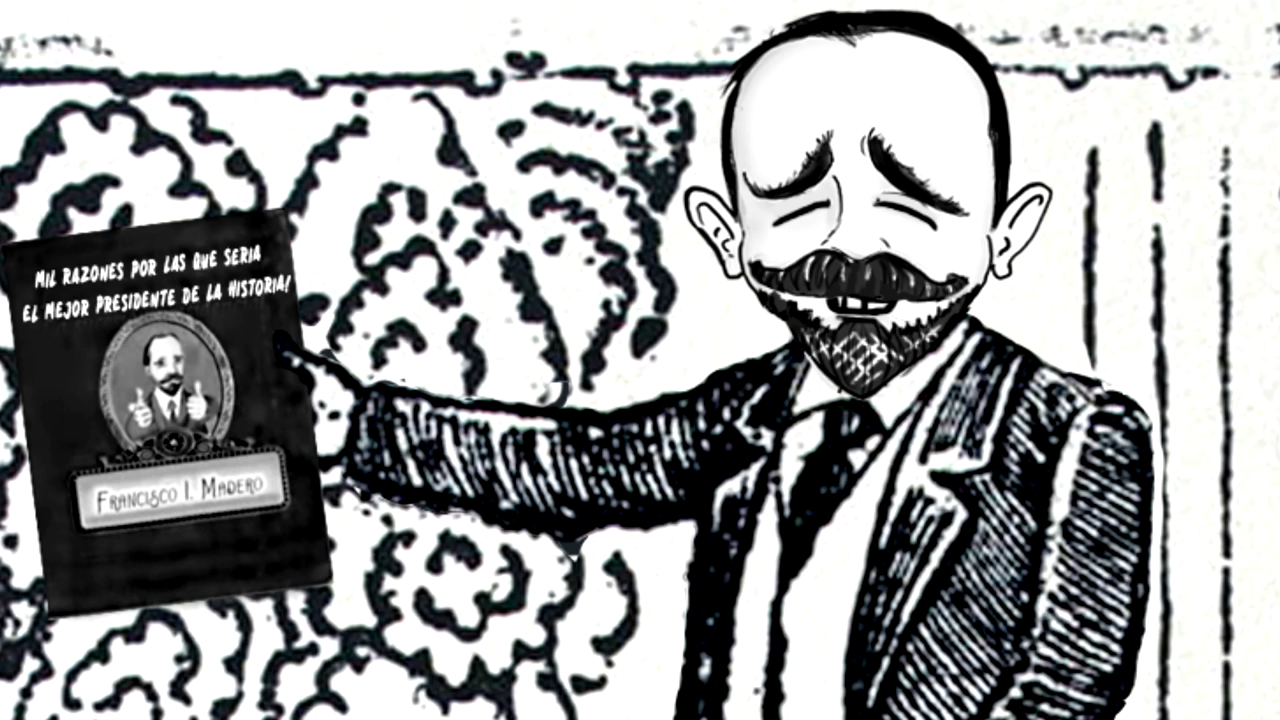 MIL RAZONES POR LAS QUE SERIA
EL MEJOR PRESIDENTE DE LA HISTORIA!
FRANCISCO I. MADERO